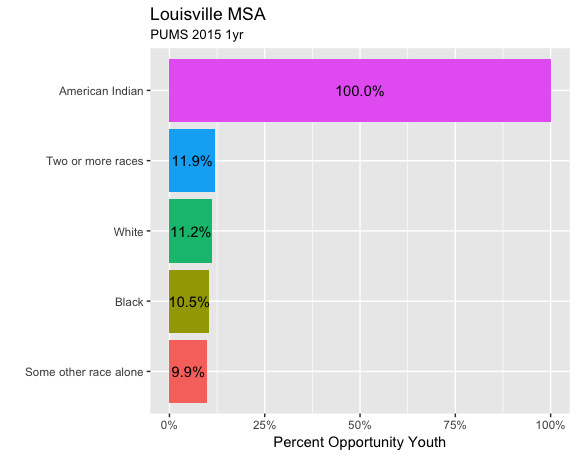 Louisville MSA
PUMS 2015 1yr
American Indian
100.0%
Two or more races
11.9%
White
11.2%
Black
10.5%
Some other race alone
9.9%
0%
25%
50%
75%
100%
Percent Opportunity Youth